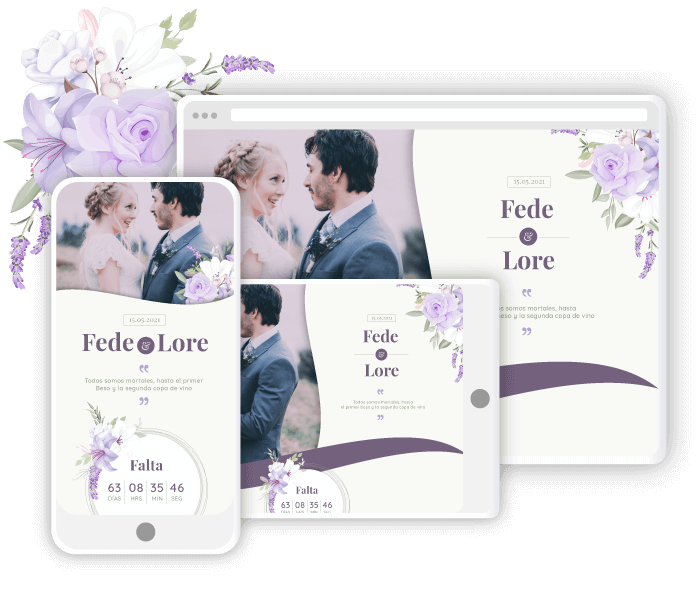 15.05.2021
Fede
&
Lore
“
e somos mortales, hasta
Beso y la segunda copa de vino
”
15.05.2021
Fede & Lore
“
Todos somos mortales, hasta el primer
Beso y la segunda copa de vino
”
Falta
63 08 35 46
DÍAS HRS MIN SEG
15.05.2021
Fede
&
Lore
“
Todos somos mortales, hasta
el primer Beso y la segunda copa de vino
”
Falta
63 08 35 46